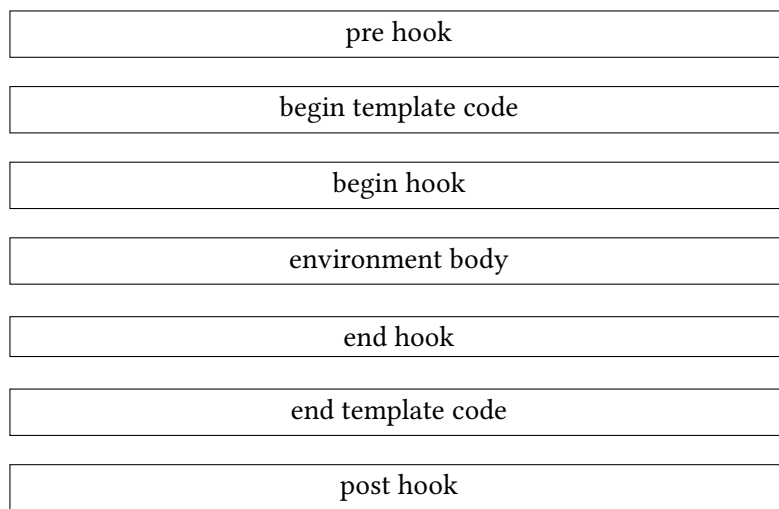 pre hook
begin template code
begin hook
environment body
end hook
end template code
post hook